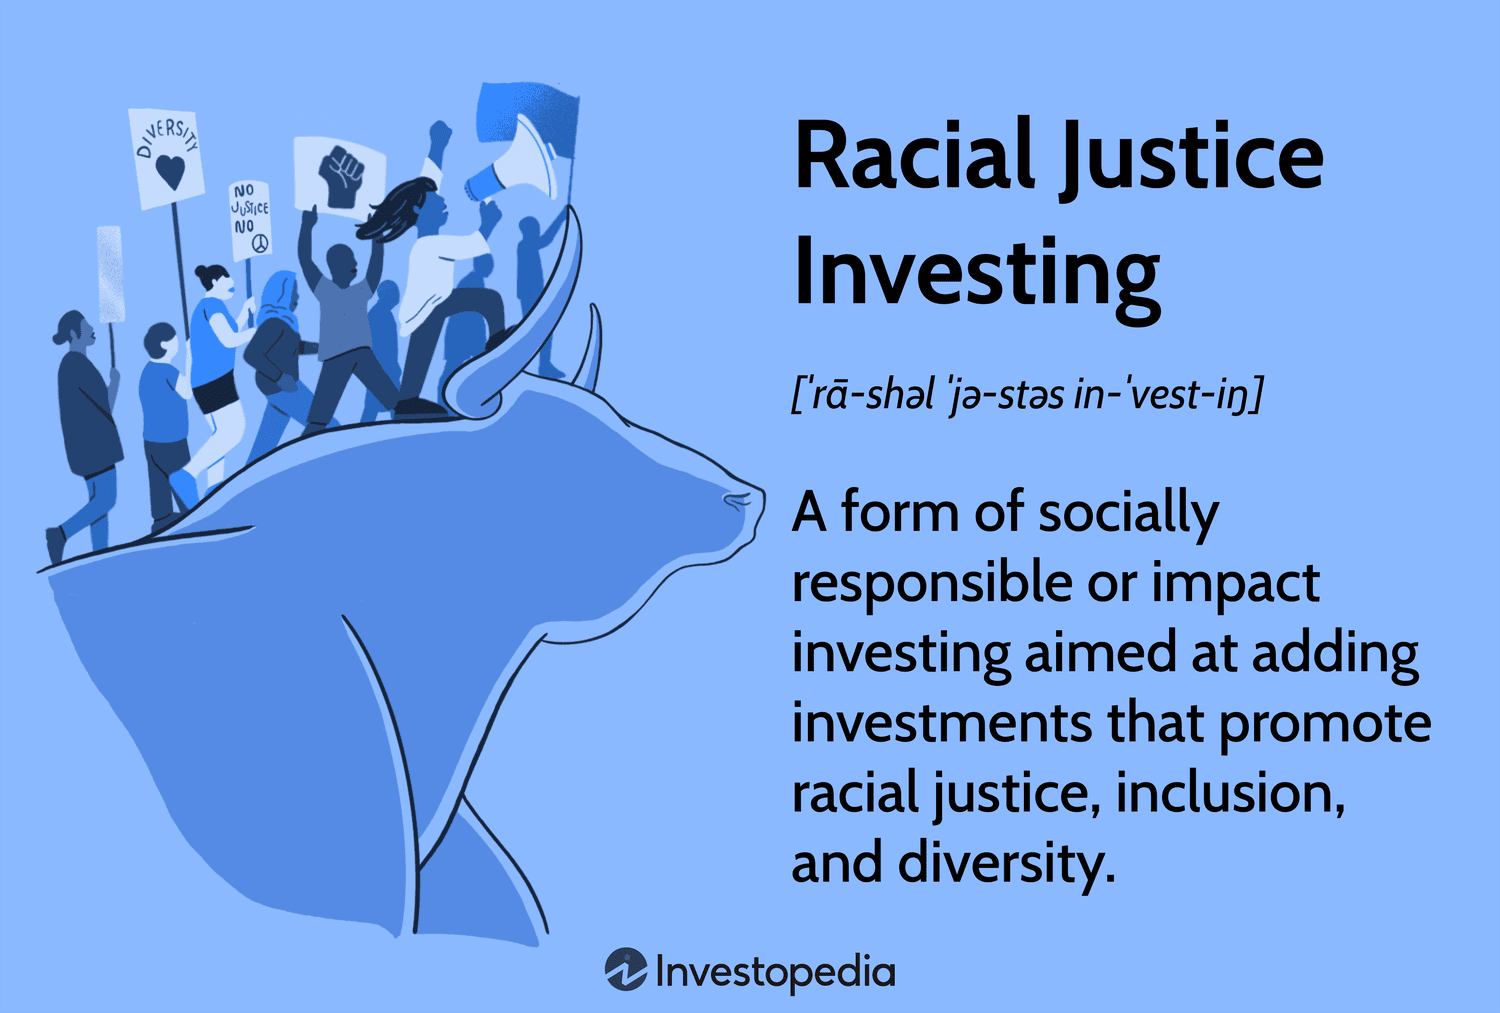 DIVERSITY
NO
JUSTICE
NO
Racial Justice
Investing
[ˈrā-shəl ˈjə-stəs in-ˈvest-iŋ]
A form of socially
responsible or impact
investing aimed at adding
investments that promote
racial justice, inclusion,
and diversity.
Investopedia